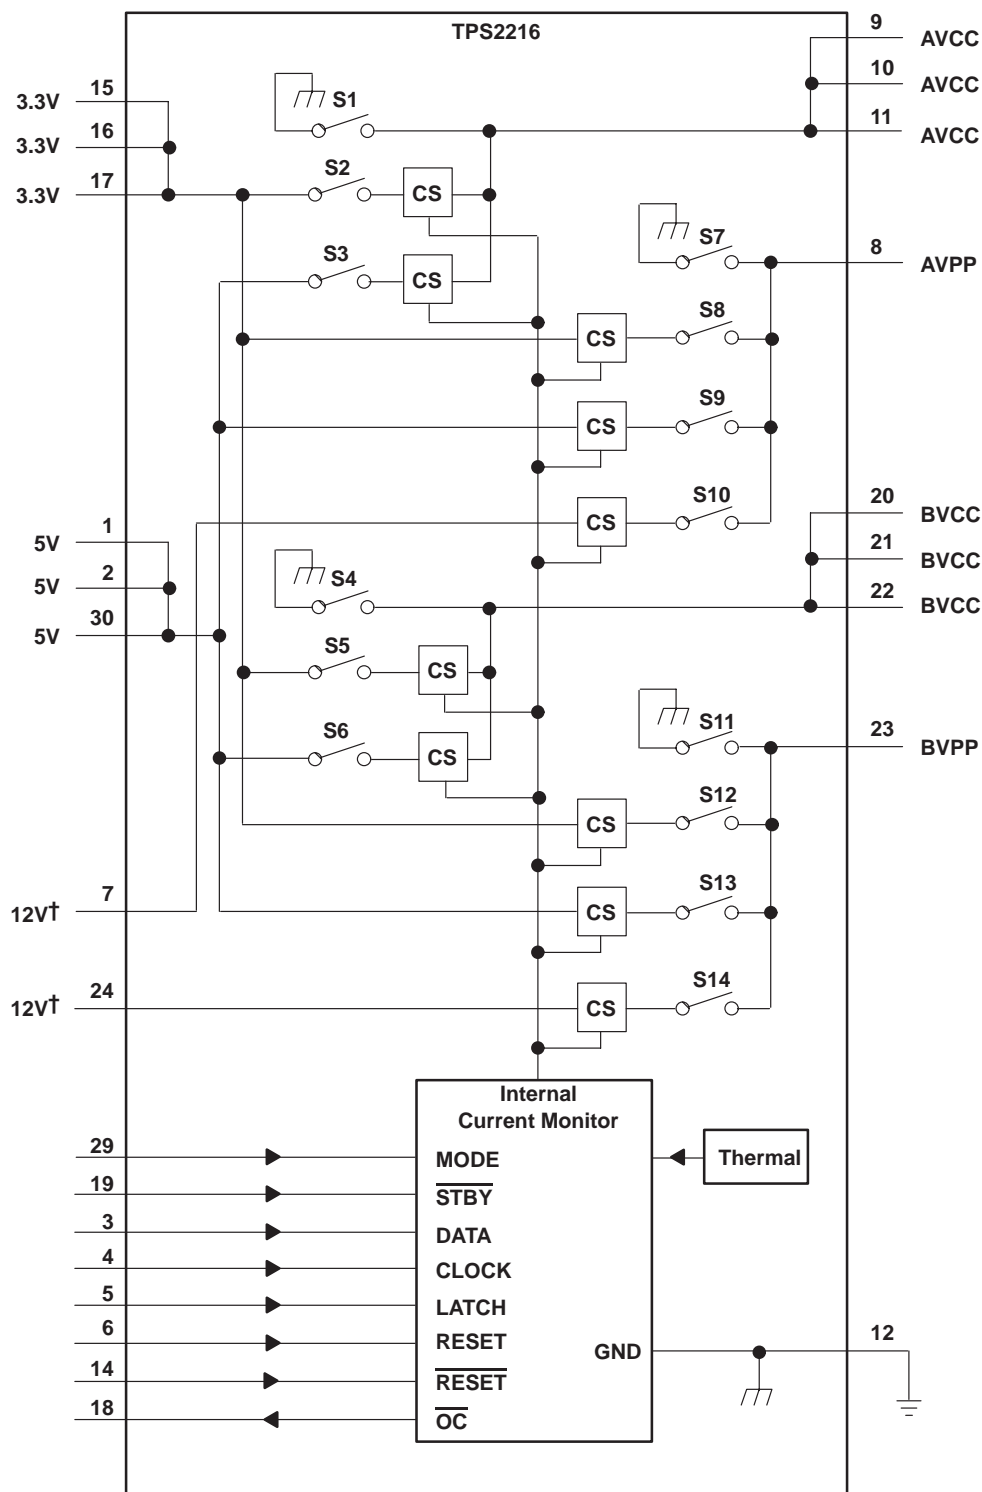 TPS2216
9
AVCC
10
AVCC
11
AVCC
15
3.3V
16
3.3V
17
3.3V
S1
S2
CS
S3
CS
S7
8
AVPP
S8
CS
S9
CS
S10
CS
1
5V
2
5V
30
5V
20
BVCC
21
BVCC
22
BVCC
S4
S5
CS
S6
CS
S11
23
BVPP
S12
CS
7
12V†
S13
CS
24
12V†
S14
CS
Internal
Current Monitor
Thermal
29
MODE
19
STBY
3
DATA
4
CLOCK
5
LATCH
6
RESET
14
RESET
18
OC
GND
12